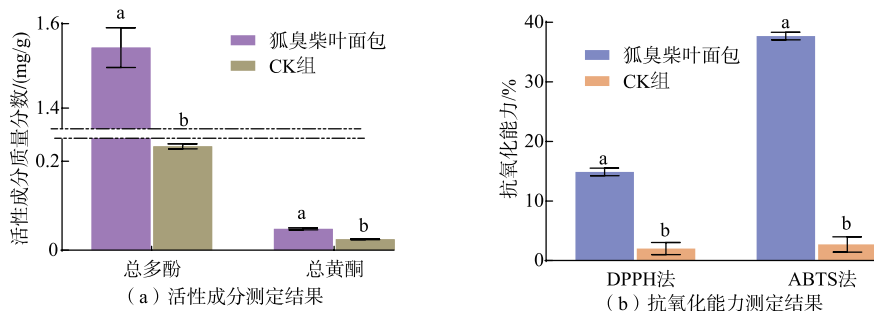 活性成分质量分数/(mg/g)
1.6
1.4
0.2
0
a
b
a
b
狐臭柴叶面包
CK组
总多酚
总黄酮
（a）活性成分测定结果
抗氧化能力/%
40
30
20
10
0
a
b
a
b
狐臭柴叶面包
CK组
DPPH法
ABTS法
（b）抗氧化能力测定结果